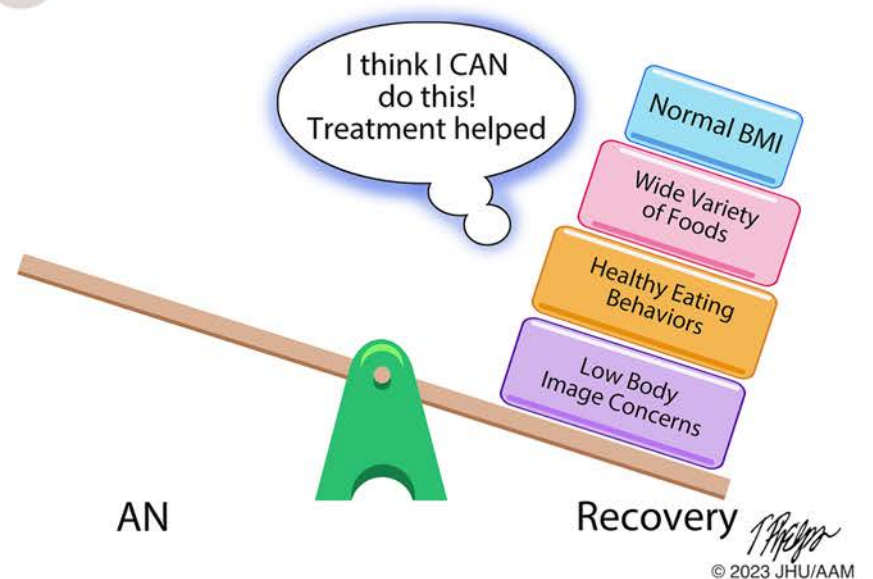 I think I CAN
do this!
Treatment helped
Normal BMI
Wide Variety
of Foods
Healthy Eating
Behaviors
Low Body
Image Concerns
AN
Recovery
© 2023 JHU/AAM